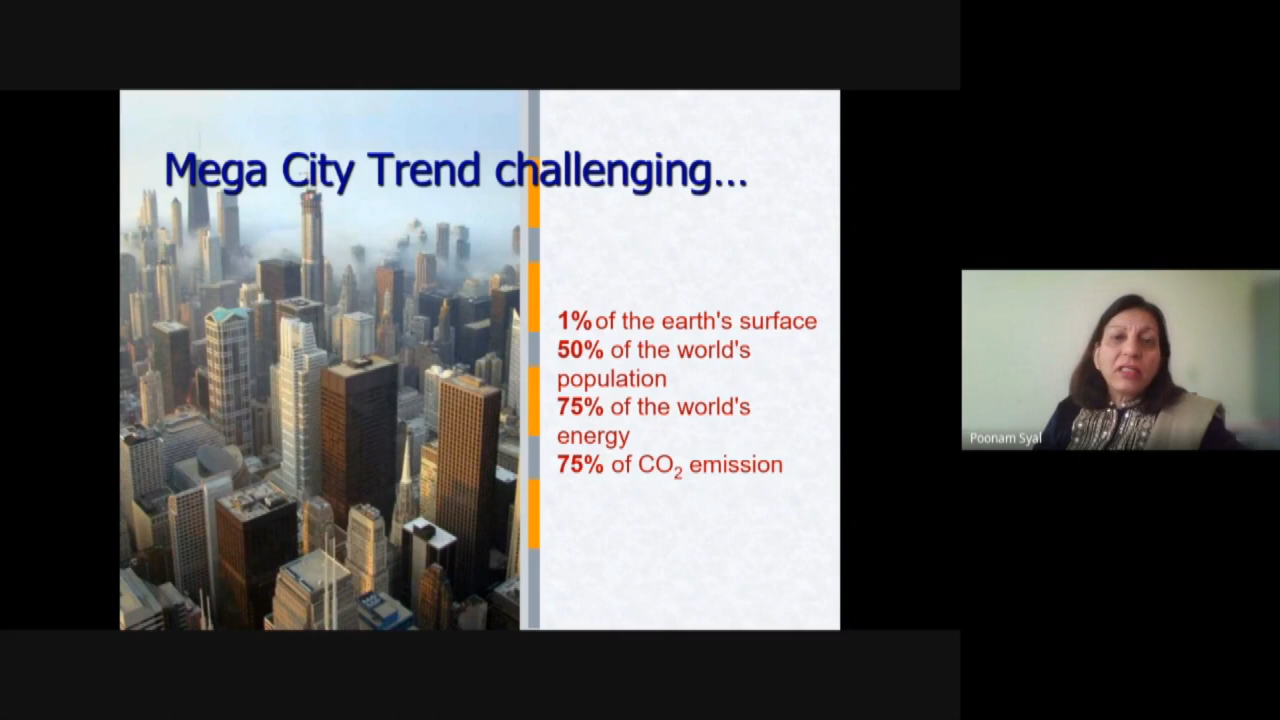 Mega City Trend challenging...
1% of the earth's surface
50% of the world's
population
75% of the world's
energy
75% of CO₂ emission
Poonam Syal